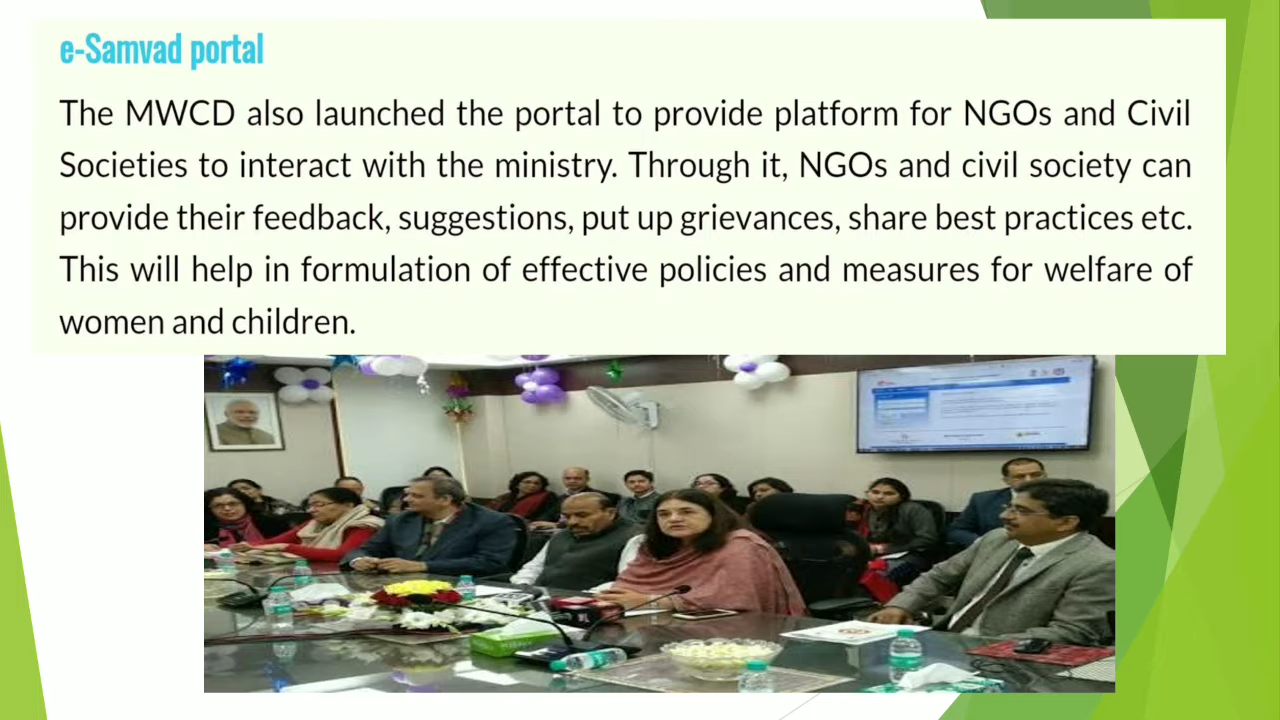 e-Samvad portal
The MWCD also launched the portal to provide platform for NGOs and Civil
Societies to interact with the ministry. Through it, NGOs and civil society can
provide their feedback, suggestions, put up grievances, share best practices etc.
This will help in formulation of effective policies and measures for welfare of
women and children.